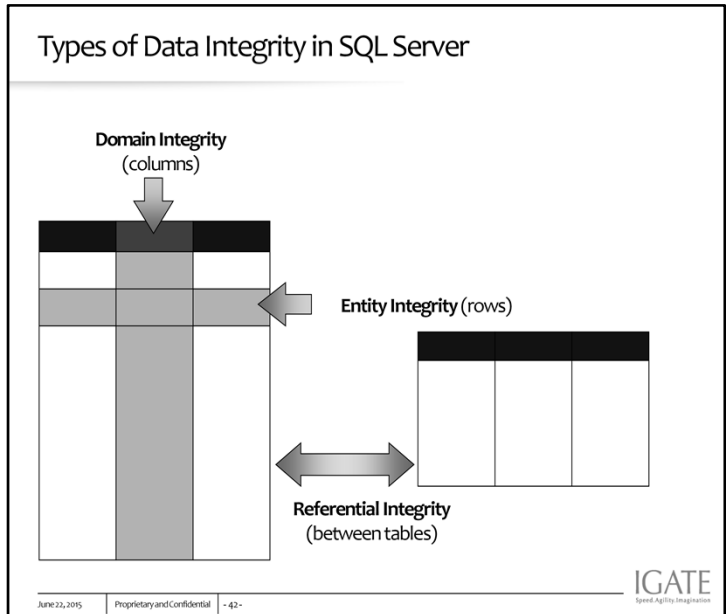 Types of Data Integrity in SQL Server
Domain Integrity
(columns)
Entity Integrity (rows)
Referential Integrity
(between tables)
June 22, 2015 Proprietary and Confidential - 42 -
IGATE
Speed.Agility.Imagination